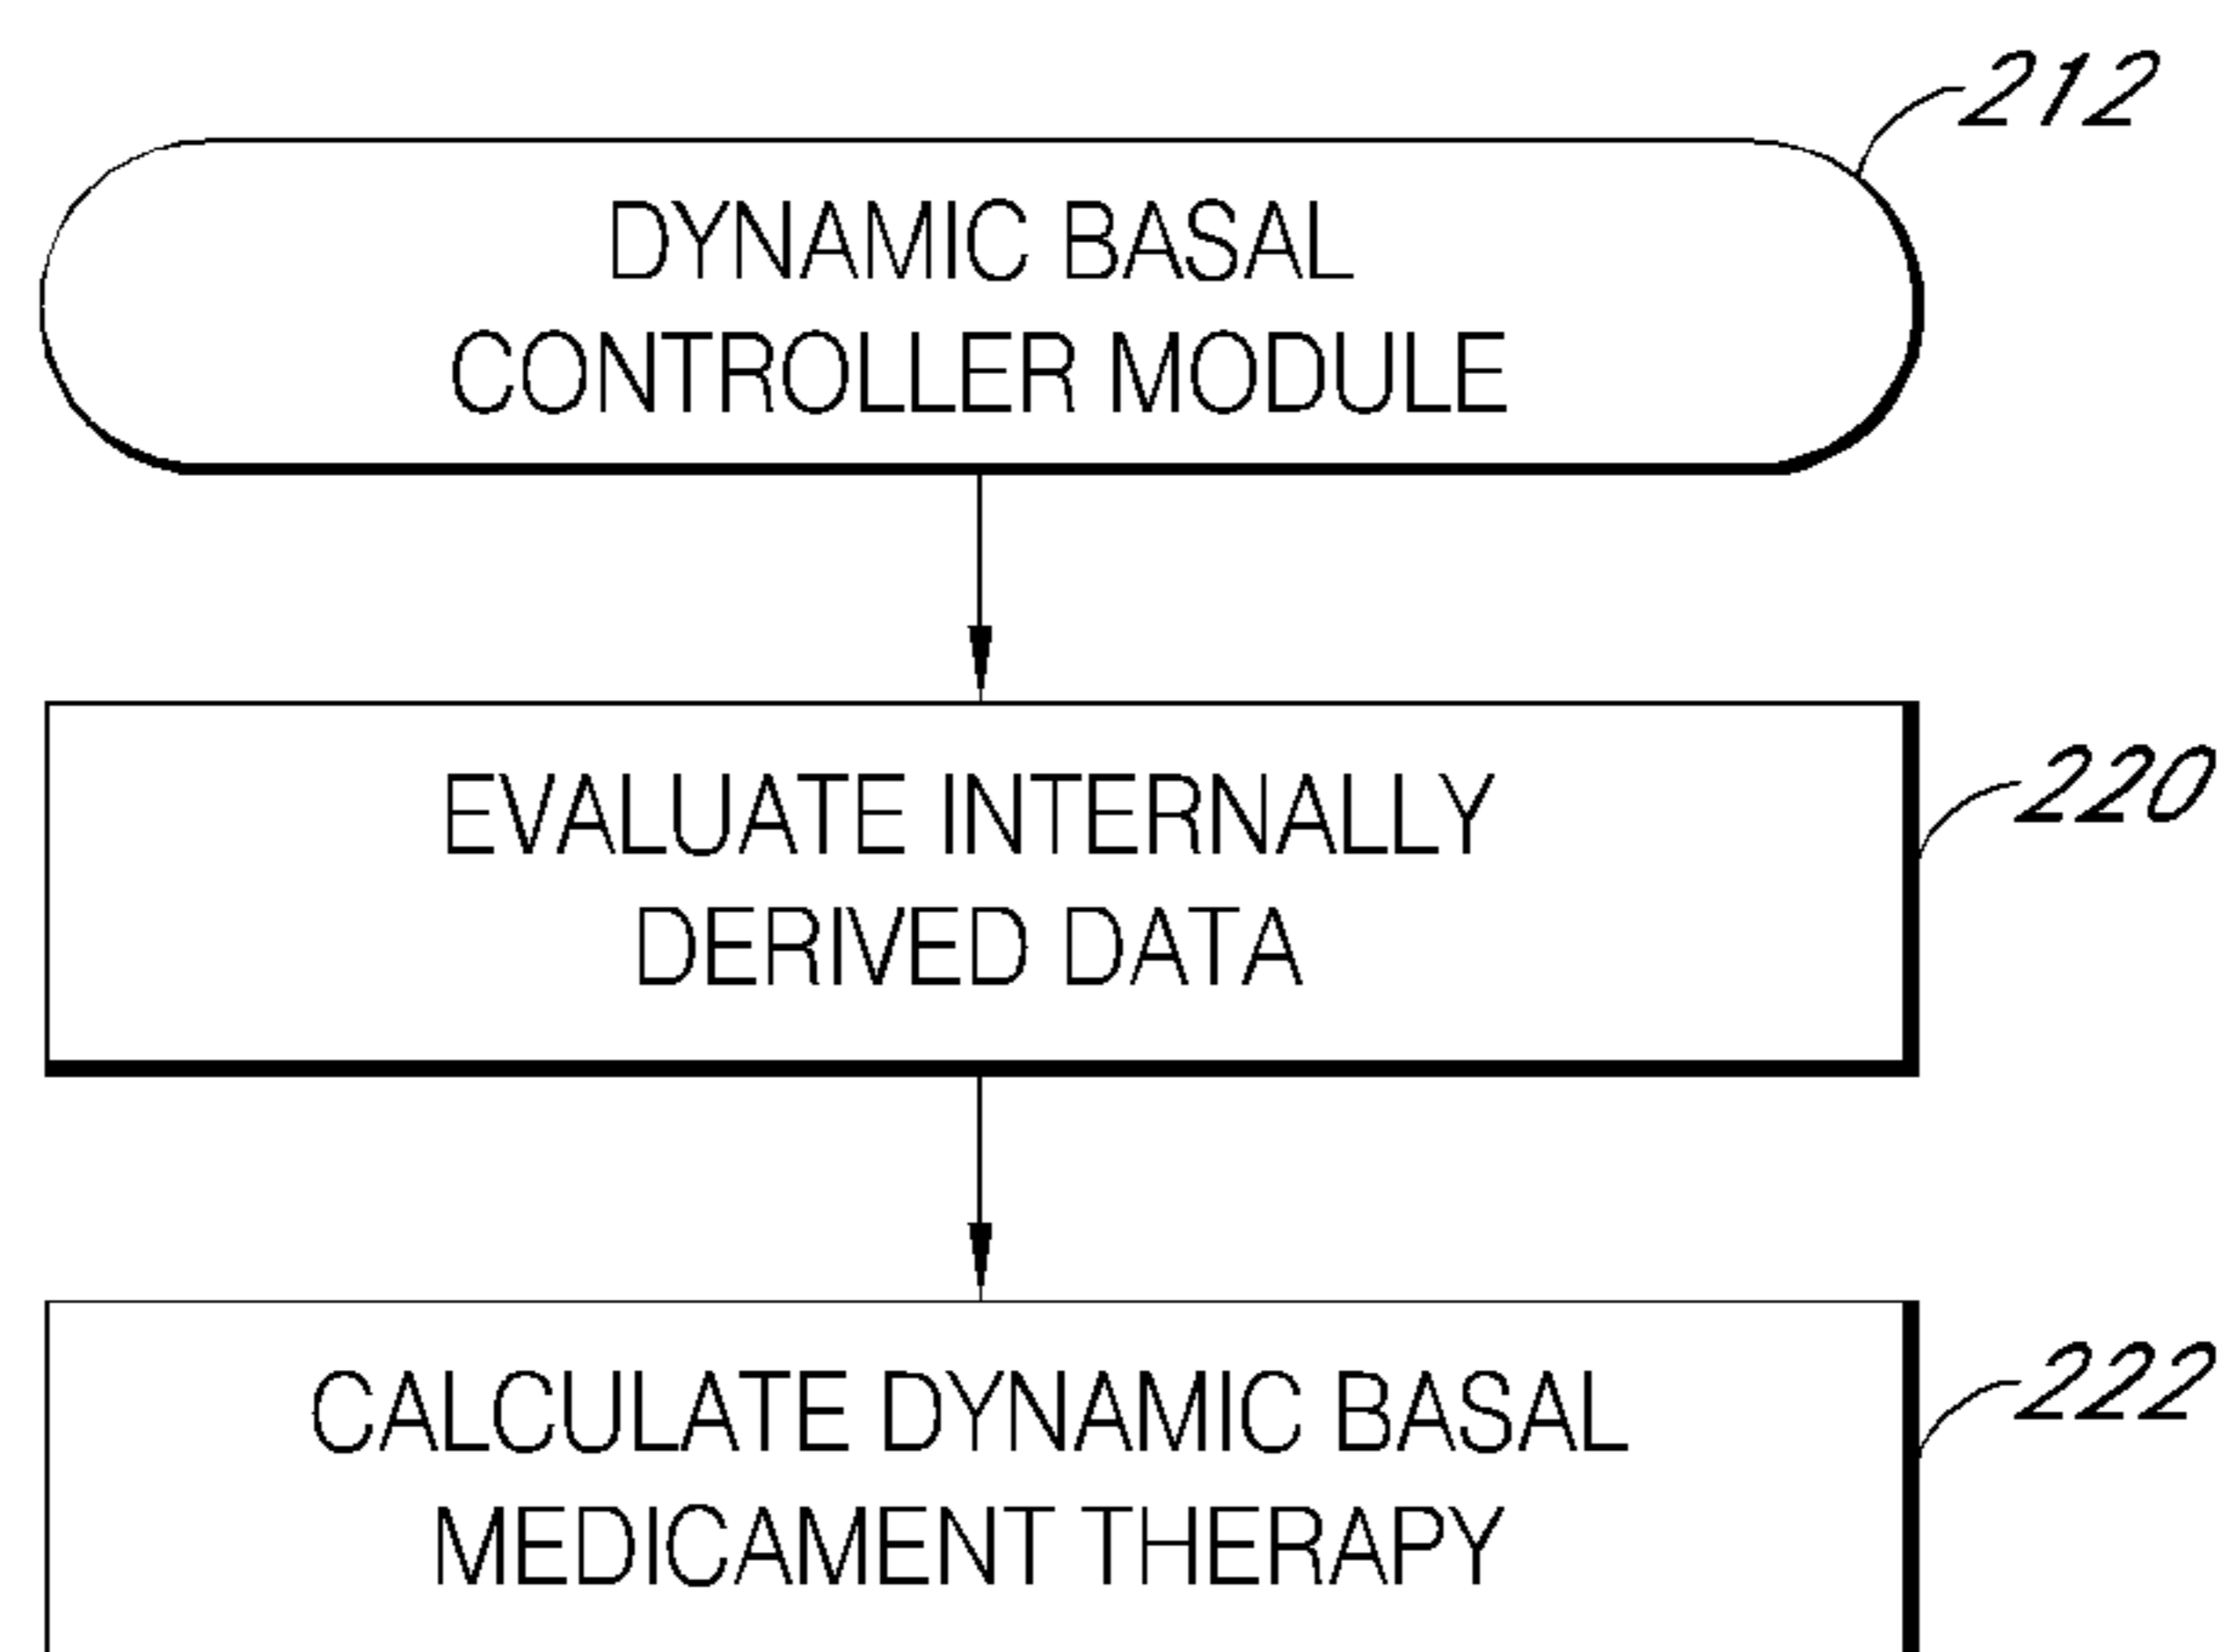 212
DYNAMIC BASAL
CONTROLLER MODULE
220
EVALUATE INTERNALLY
DERIVED DATA
222
CALCULATE DYNAMIC BASAL
MEDICAMENT THERAPY